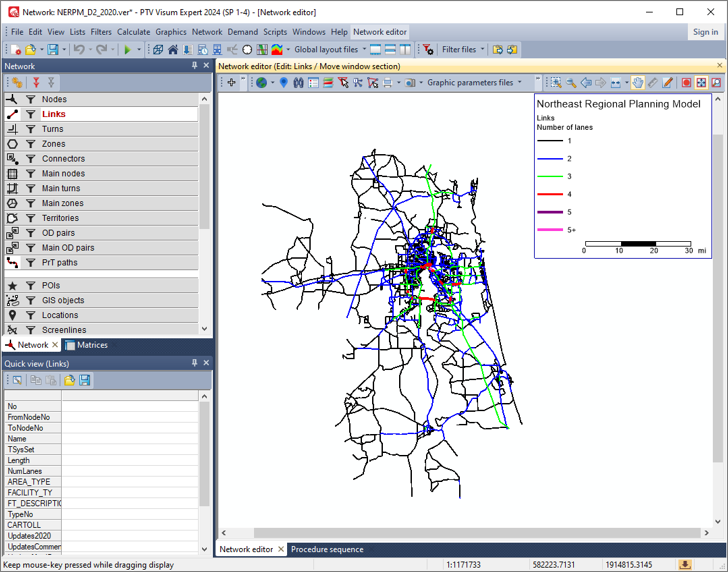 Network: NERPM_D2_2020.ver* - PTV Visum Expert 2024 (SP 1-4) - [Network editor]
File Edit View Lists Filters Calculate Graphics Network Demand Scripts Windows Help Network editor
Sign in
Global layout files
Filter files
Network
Network editor (Edit: Links / Move window section)
Graphic parameters files
Nodes
Links
Turns
Zones
Connectors
Main nodes
Main turns
Main zones
Territories
OD pairs
Main OD pairs
PrT paths
POIs
GIS objects
Locations
Screenlines
Network
Matrices
Quick view (Links)
No
FromNodeNo
ToNodeNo
Name
TSysSet
Length
NumLanes
AREA_TYPE
FACILITY_TY
FT_DESCRIPTIO
TypeNo
CARTOLL
Updates2020
UpdatesCommen
Northeast Regional Planning Model
Links
Number of lanes
1
2
3
4
5
5+
0 10 20 30 mi
Network editor
Procedure sequence
Keep mouse-key pressed while dragging display
1:1171733
582223.7131
1914815.3145